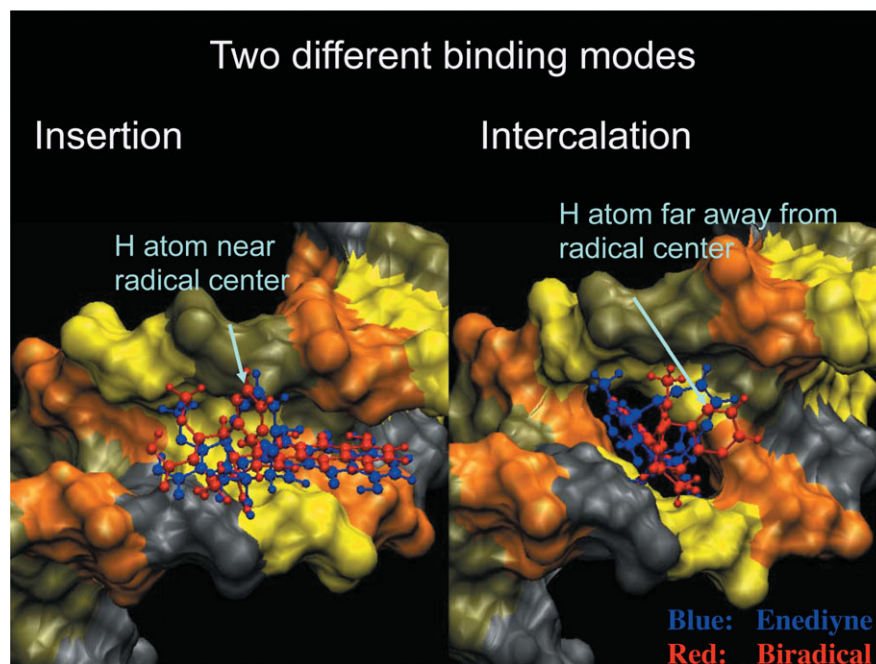 Two different binding modes
Insertion
Intercalation
H atom near
radical center
H atom far away from
radical center
Blue: Enediyne
Red: Biradical